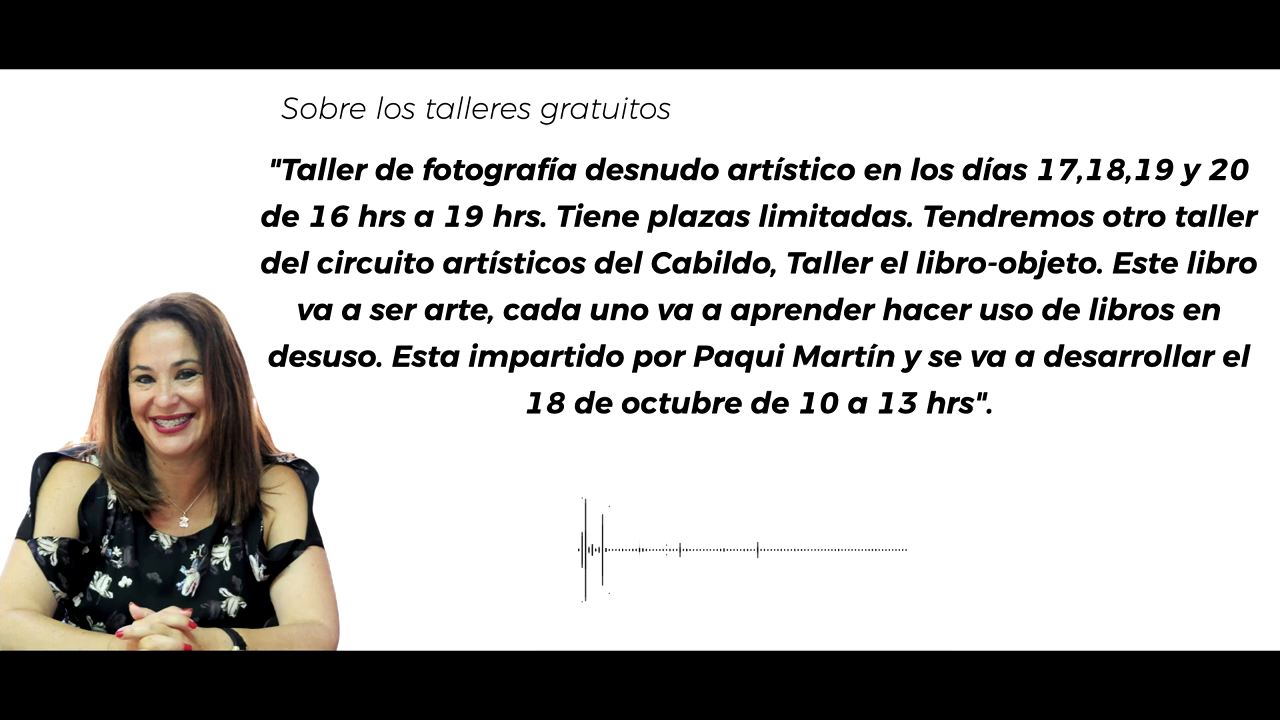 Sobre los talleres gratuitos
"Taller de fotografía desnudo artístico en los días 17,18,19 y 20
de 16 hrs a 19 hrs. Tiene plazas limitadas. Tendremos otro taller
del circuito artísticos del Cabildo, Taller el libro-objeto. Este libro
va a ser arte, cada uno va a aprender hacer uso de libros en
desuso. Esta impartido por Paqui Martín y se va a desarrollar el
18 de octubre de 10 a 13 hrs".